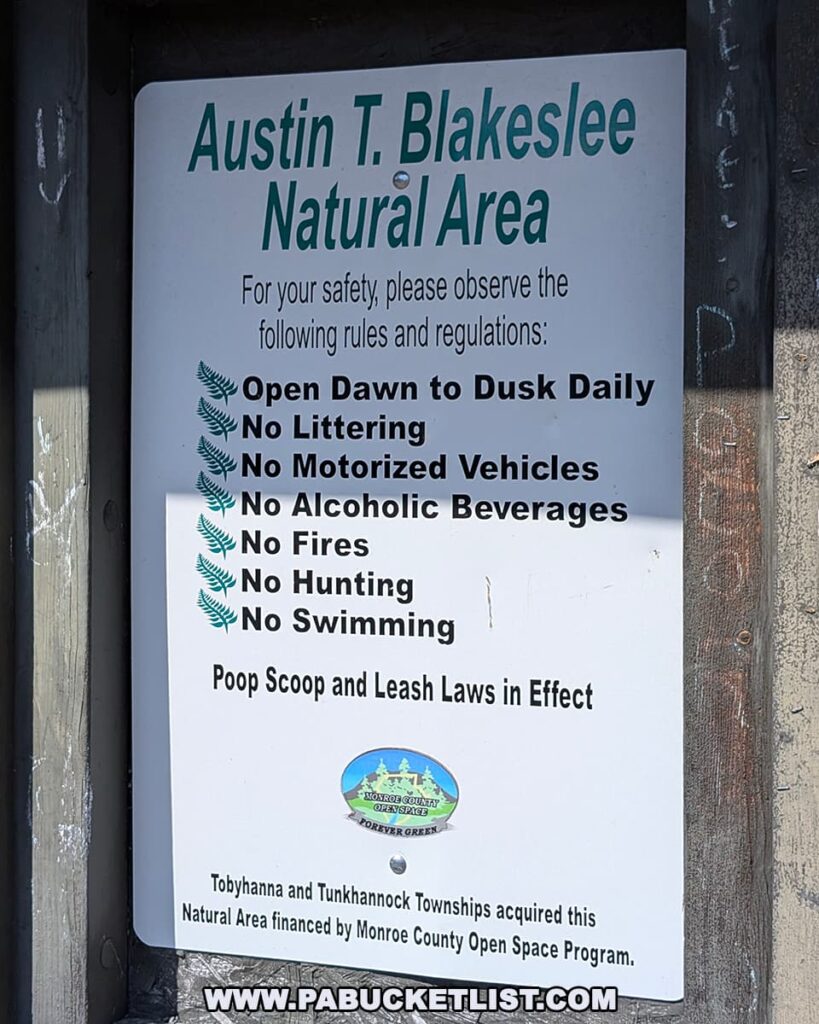 Austin T. Blakeslee
Natural Area
For your safety, please observe the
following rules and regulations:
Open Dawn to Dusk Daily
No Littering
No Motorized Vehicles
No Alcoholic Beverages
No Fires
No Hunting
No Swimming
Poop Scoop and Leash Laws in Effect
MONROE COUNTY
OPEN SPACE
FOREVER GREEN
Tobyhanna and Tunkhannock Townships acquired this
Natural Area financed by Monroe County Open Space Program.
WWW.PABUCKETLIST.COM